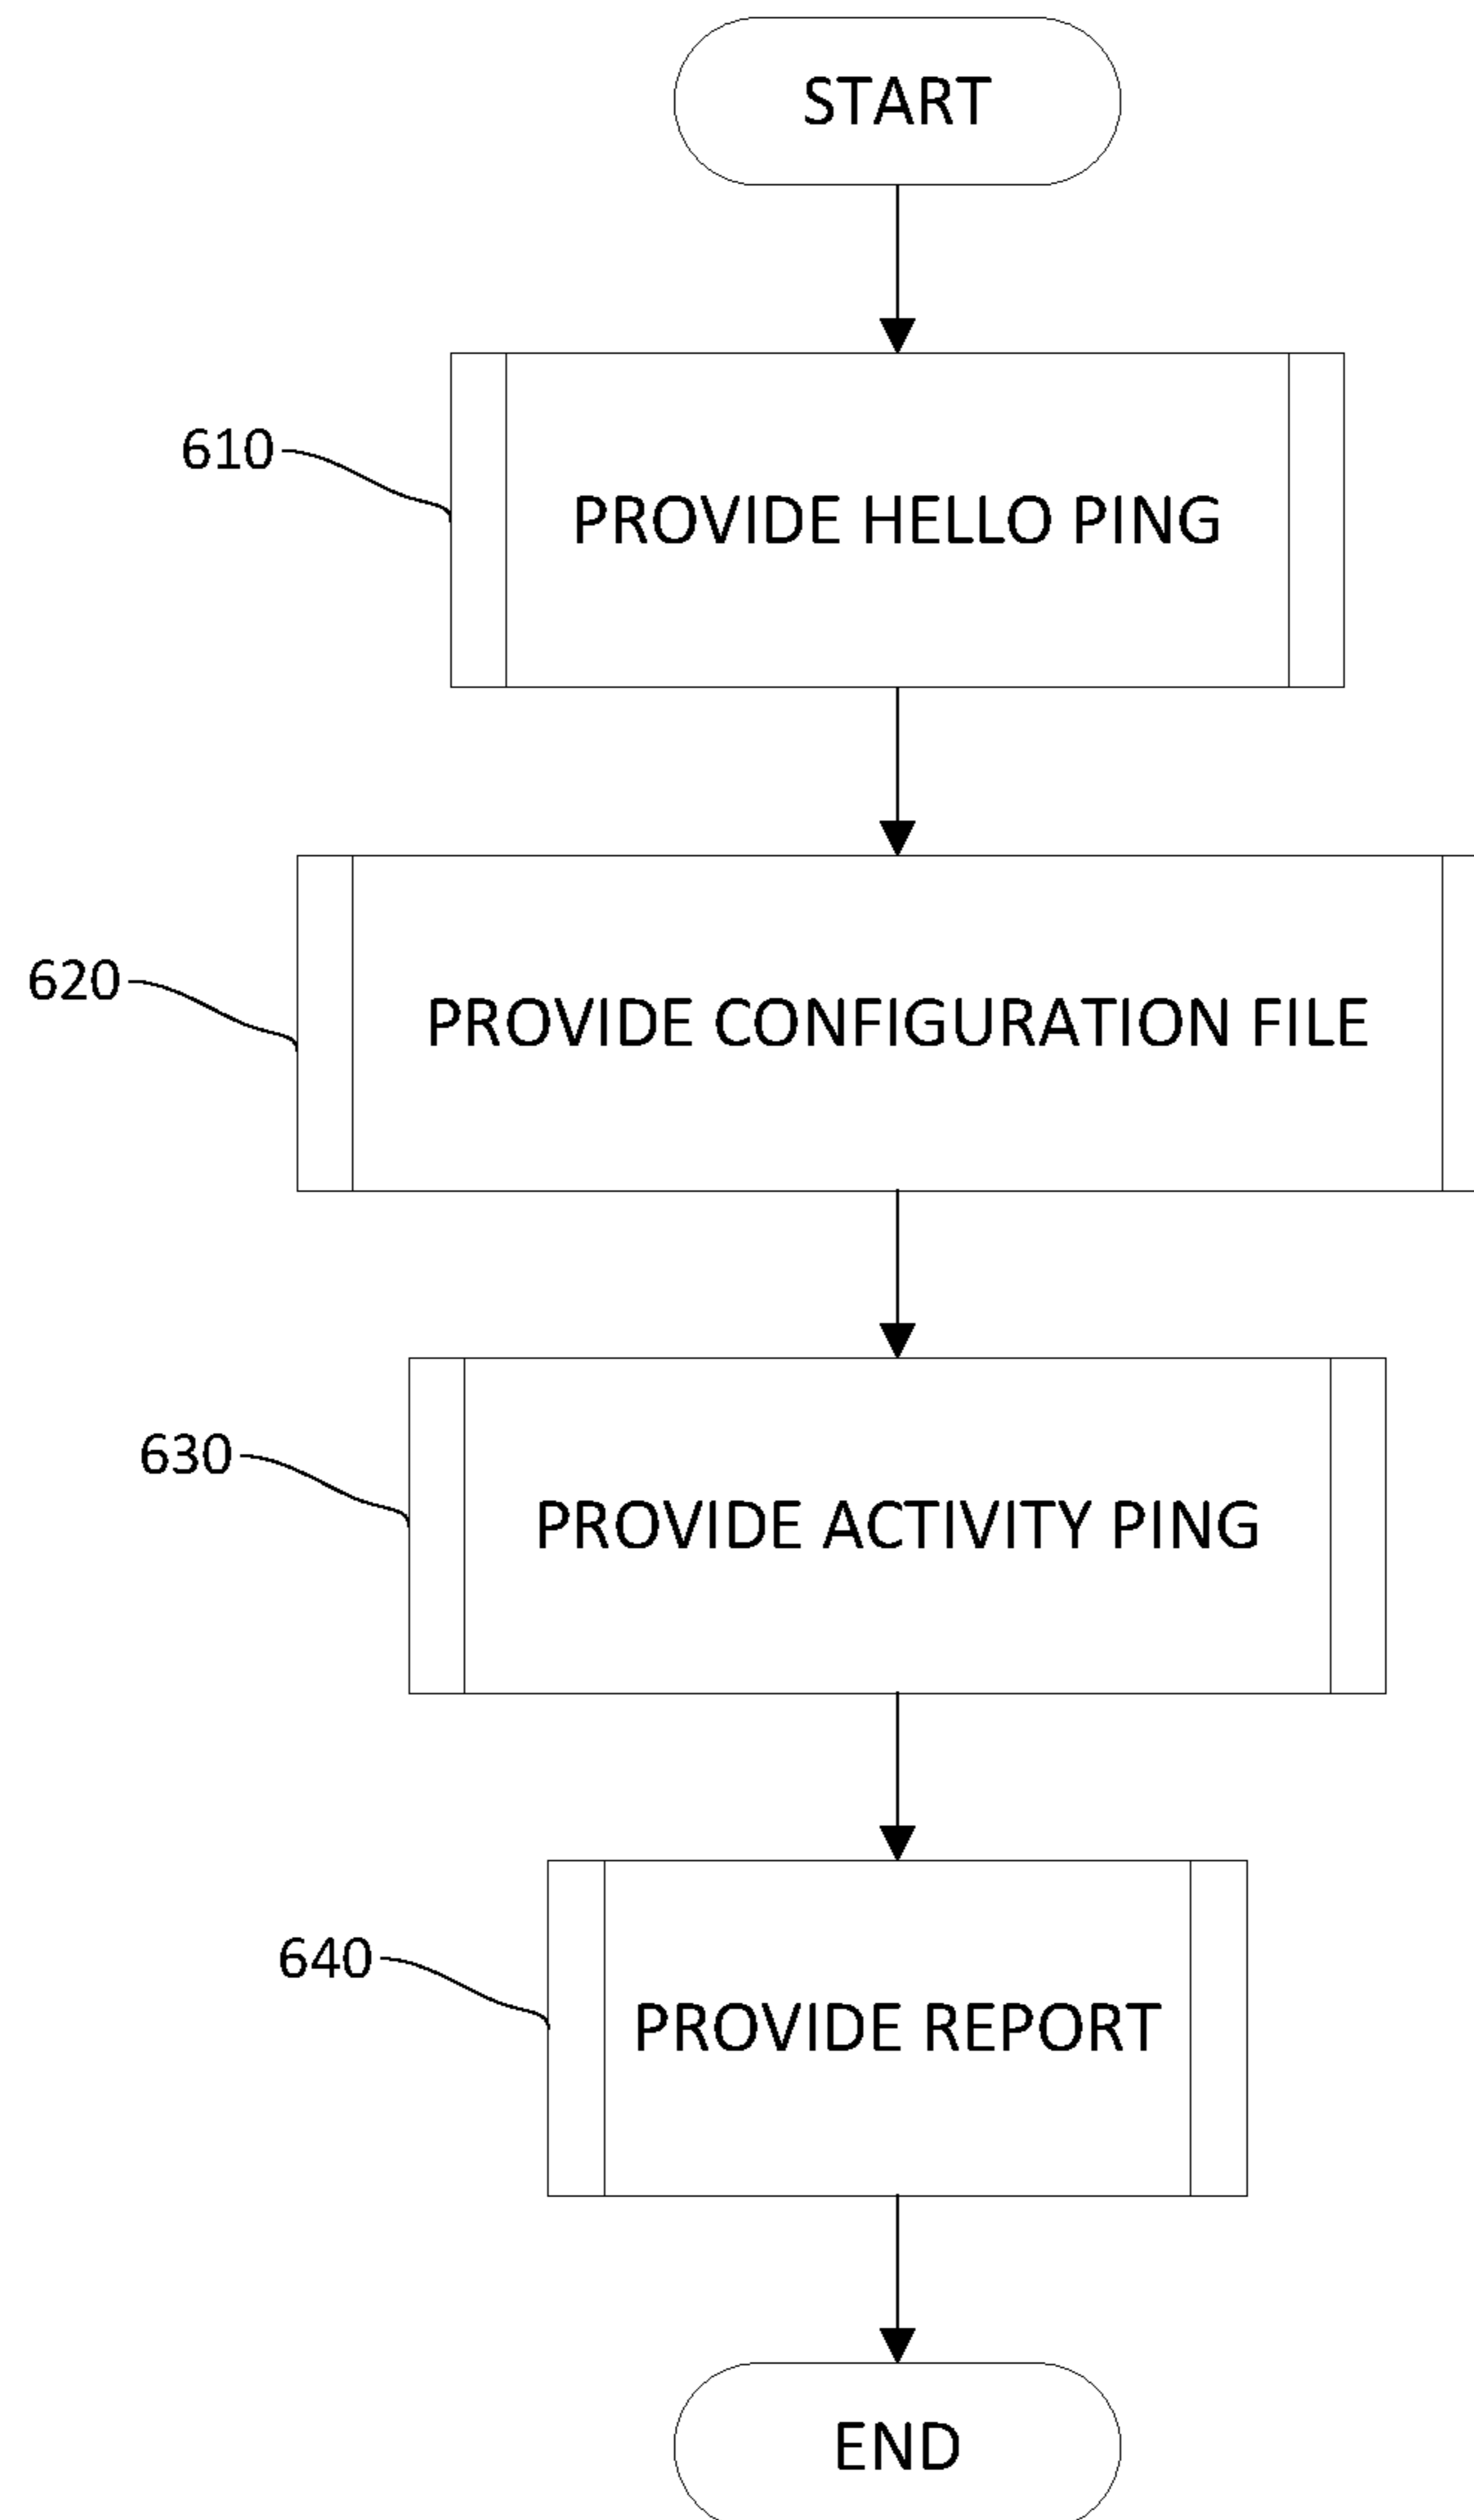 START
610
PROVIDE HELLO PING
620
PROVIDE CONFIGURATION FILE
630
PROVIDE ACTIVITY PING
640
PROVIDE REPORT
END